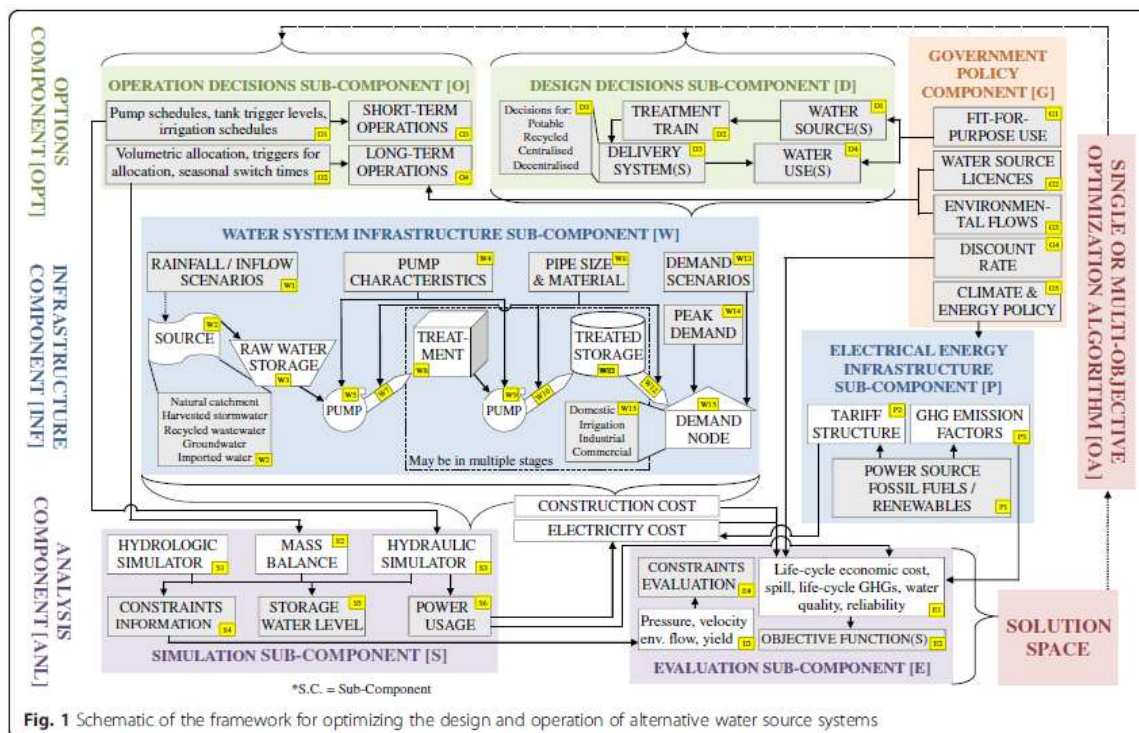 OPTIONS
COMPONENT [OPT]
INFRASTRUCTURE
COMPONENT [INF]
ANALYSIS
COMPONENT [ANL]
OPERATION DECISIONS SUB-COMPONENT [O]
Pump schedules, tank trigger levels,
irrigation schedules
O1
SHORT-TERM
OPERATIONS
O3
Volumetric allocation, triggers for
allocation, seasonal switch times
O2
LONG-TERM
OPERATIONS
O4
DESIGN DECISIONS SUB-COMPONENT [D]
Decisions for:
Potable
Recycled
Centralised
Decentralised
D3
TREATMENT
TRAIN
D2
WATER
SOURCE(S)
D1
DELIVERY
SYSTEM(S)
D3
WATER
USE(S)
D4
GOVERNMENT
POLICY
COMPONENT [G]
FIT-FOR-
PURPOSE USE
G1
WATER SOURCE
LICENCES
G2
ENVIRONMEN-
TAL FLOWS
G3
DISCOUNT
RATE
G4
CLIMATE &
ENERGY POLICY
G5
SINGLE OR MULTI-OBJECTIVE
OPTIMIZATION ALGORITHM [OA]
WATER SYSTEM INFRASTRUCTURE SUB-COMPONENT [W]
RAINFALL / INFLOW
SCENARIOS
W1
PUMP
CHARACTERISTICS
W4
PIPE SIZE
& MATERIAL
W6
DEMAND
SCENARIOS
W13
PEAK
DEMAND
W14
SOURCE
W2
RAW WATER
STORAGE
W3
PUMP
W5
W7
TREAT-
MENT
W8
PUMP
W9
W10
TREATED
STORAGE
W11
W12
DEMAND
NODE
W15
Natural catchment
Harvested stormwater
Recycled wastewater
Groundwater
Imported water
W2
May be in multiple stages
Domestic
Irrigation
Industrial
Commercial
W15
ELECTRICAL ENERGY
INFRASTRUCTURE
SUB-COMPONENT [P]
TARIFF
STRUCTURE
P2
GHG EMISSION
FACTORS
P3
POWER SOURCE
FOSSIL FUELS /
RENEWABLES
P1
CONSTRUCTION COST
ELECTRICITY COST
HYDROLOGIC
SIMULATOR
S1
MASS
BALANCE
S2
HYDRAULIC
SIMULATOR
S3
CONSTRAINTS
INFORMATION
S4
STORAGE
WATER LEVEL
S5
POWER
USAGE
S6
SIMULATION SUB-COMPONENT [S]
CONSTRAINTS
EVALUATION
E4
Life-cycle economic cost,
spill, life-cycle GHGs, water
quality, reliability
E1
Pressure, velocity
env. flow, yield
E3
OBJECTIVE FUNCTION(S)
E2
EVALUATION SUB-COMPONENT [E]
SOLUTION
SPACE
*S.C. = Sub-Component
Fig. 1 Schematic of the framework for optimizing the design and operation of alternative water source systems